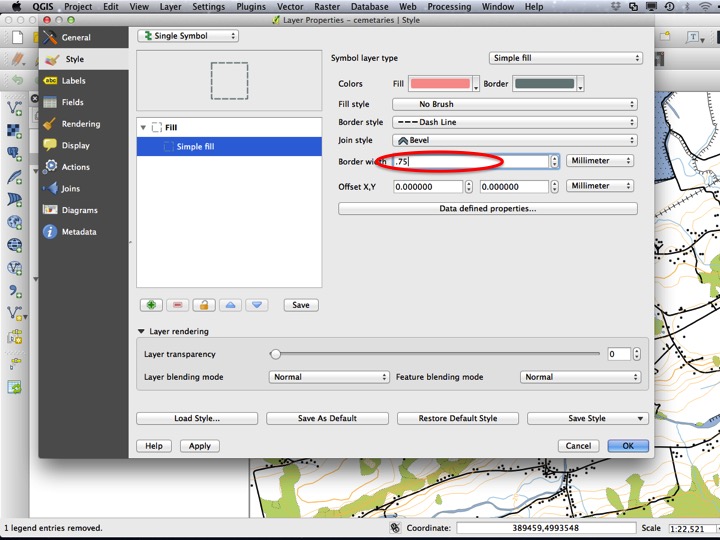 QGIS Project Edit View Layer Settings Plugins Vector Raster Database Web Processing Window Help
Layer Properties - cemetaries | Style
General
Style
Labels
Fields
Rendering
Display
Actions
Joins
Diagrams
Metadata
Single Symbol
Fill
Simple fill
Save
Symbol layer type Simple fill
Colors Fill Border
Fill style No Brush
Border style Dash Line
Join style Bevel
Border width .75 Millimeter
Offset X,Y 0.000000 0.000000 Millimeter
Data defined properties...
Layer rendering
Layer transparency 0
Layer blending mode Normal Feature blending mode Normal
Load Style... Save As Default Restore Default Style Save Style
Help Apply Cancel OK
1 legend entries removed. Coordinate: 389459,4993548 Scale 1:22,521